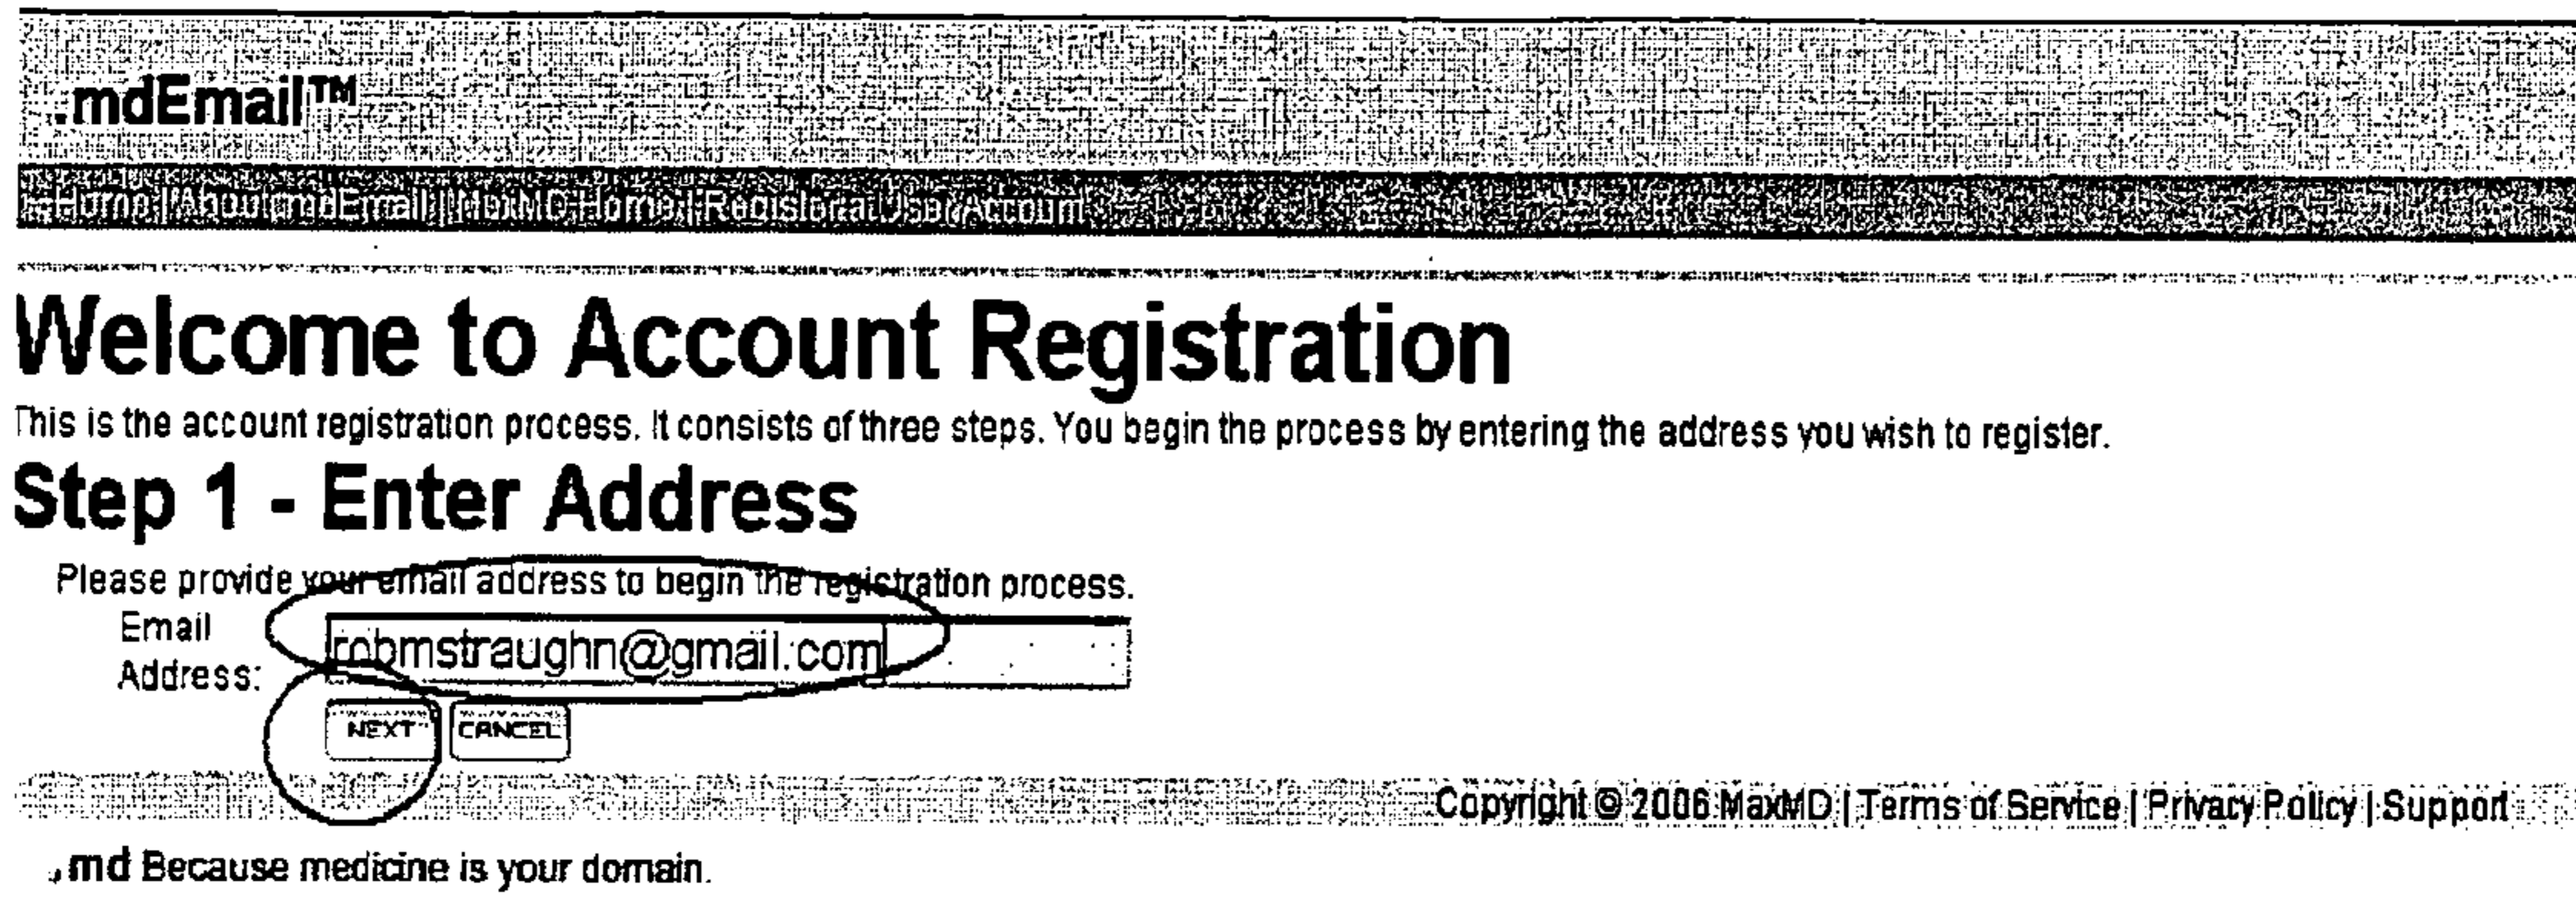 .mdEmail™
Home | About mdEmail | Home | Register a User Account
Welcome to Account Registration
This is the account registration process. It consists of three steps. You begin the process by entering the address you wish to register.
Step 1 - Enter Address
Please provide your email address to begin the registration process.
Email
Address:
robmstraughn@gmail.com
NEXT CANCEL
Copyright © 2006 MaxMD | Terms of Service | Privacy Policy | Support
.md Because medicine is your domain.